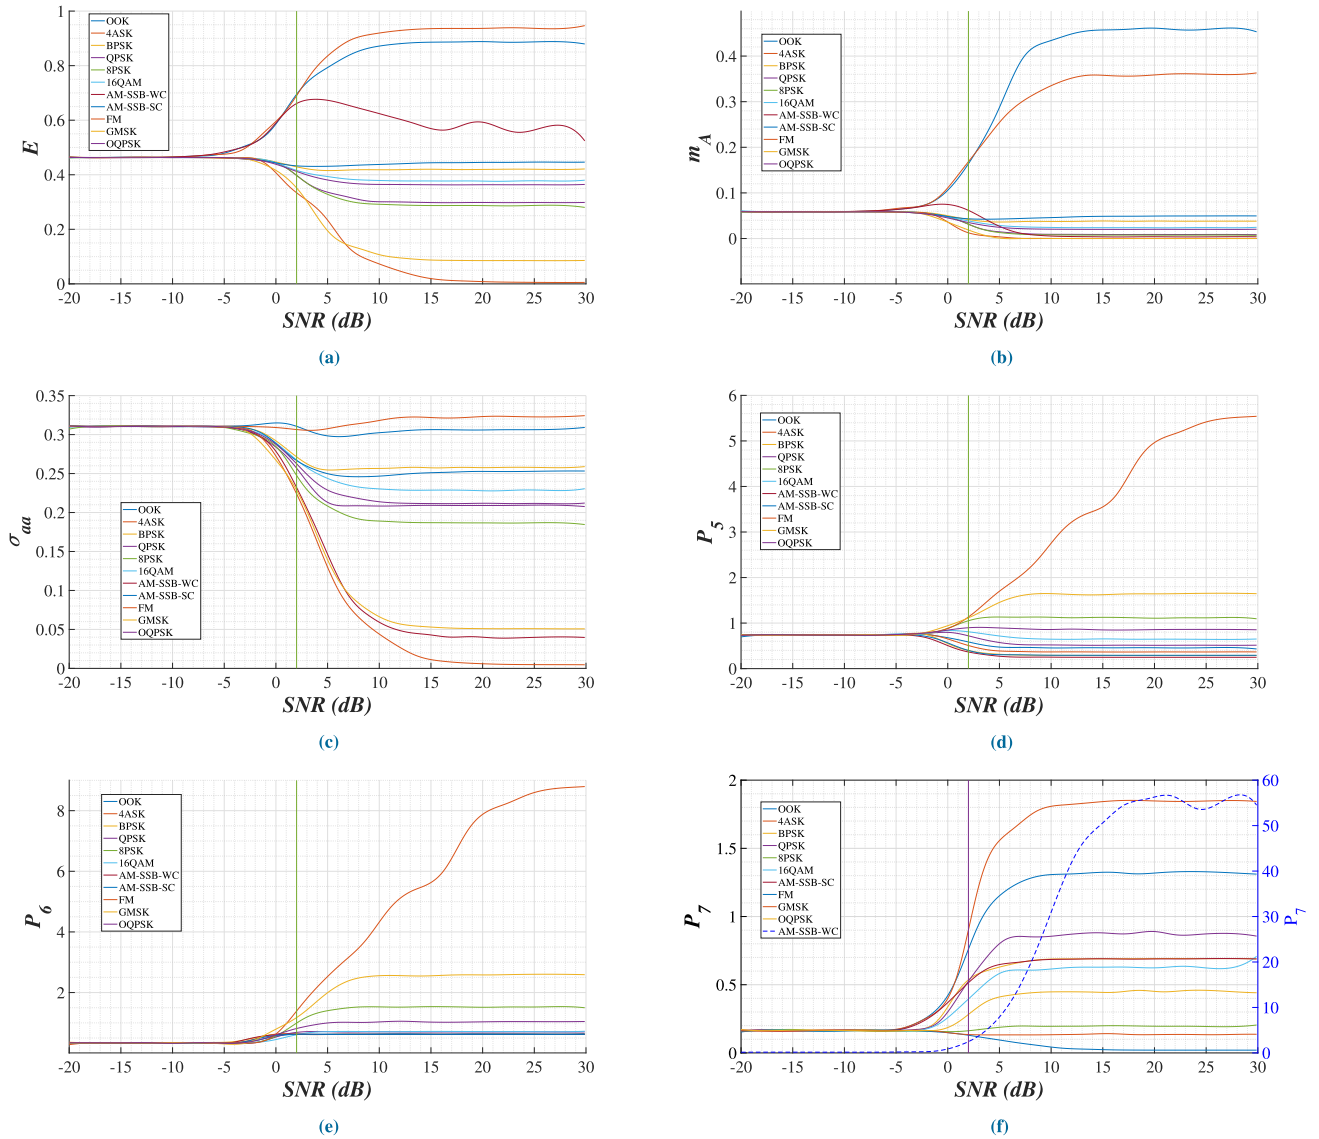 1
0.8
0.6
0.4
0.2
0
E
OOK
4ASK
BPSK
QPSK
8PSK
16QAM
AM-SSB-WC
AM-SSB-SC
FM
GMSK
OQPSK
-20 -15 -10 -5 0 5 10 15 20 25 30
SNR (dB)
(a)
0.4
0.3
0.2
0.1
0
m_A
OOK
4ASK
BPSK
QPSK
8PSK
16QAM
AM-SSB-WC
AM-SSB-SC
FM
GMSK
OQPSK
-20 -15 -10 -5 0 5 10 15 20 25 30
SNR (dB)
(b)
0.35
0.3
0.25
0.2
0.15
0.1
0.05
0
σ_aa
OOK
4ASK
BPSK
QPSK
8PSK
16QAM
AM-SSB-WC
AM-SSB-SC
FM
GMSK
OQPSK
-20 -15 -10 -5 0 5 10 15 20 25 30
SNR (dB)
(c)
6
5
4
3
2
1
0
P_5
OOK
4ASK
BPSK
QPSK
8PSK
16QAM
AM-SSB-WC
AM-SSB-SC
FM
GMSK
OQPSK
-20 -15 -10 -5 0 5 10 15 20 25 30
SNR (dB)
(d)
8
6
4
2
P_6
OOK
4ASK
BPSK
QPSK
8PSK
16QAM
AM-SSB-WC
AM-SSB-SC
FM
GMSK
OQPSK
-20 -15 -10 -5 0 5 10 15 20 25 30
SNR (dB)
(e)
2
1.5
1
0.5
0
P_7
OOK
4ASK
BPSK
QPSK
8PSK
16QAM
AM-SSB-SC
FM
GMSK
OQPSK
AM-SSB-WC
60
50
40
30
20
10
0
P_7
-20 -15 -10 -5 0 5 10 15 20 25 30
SNR (dB)
(f)